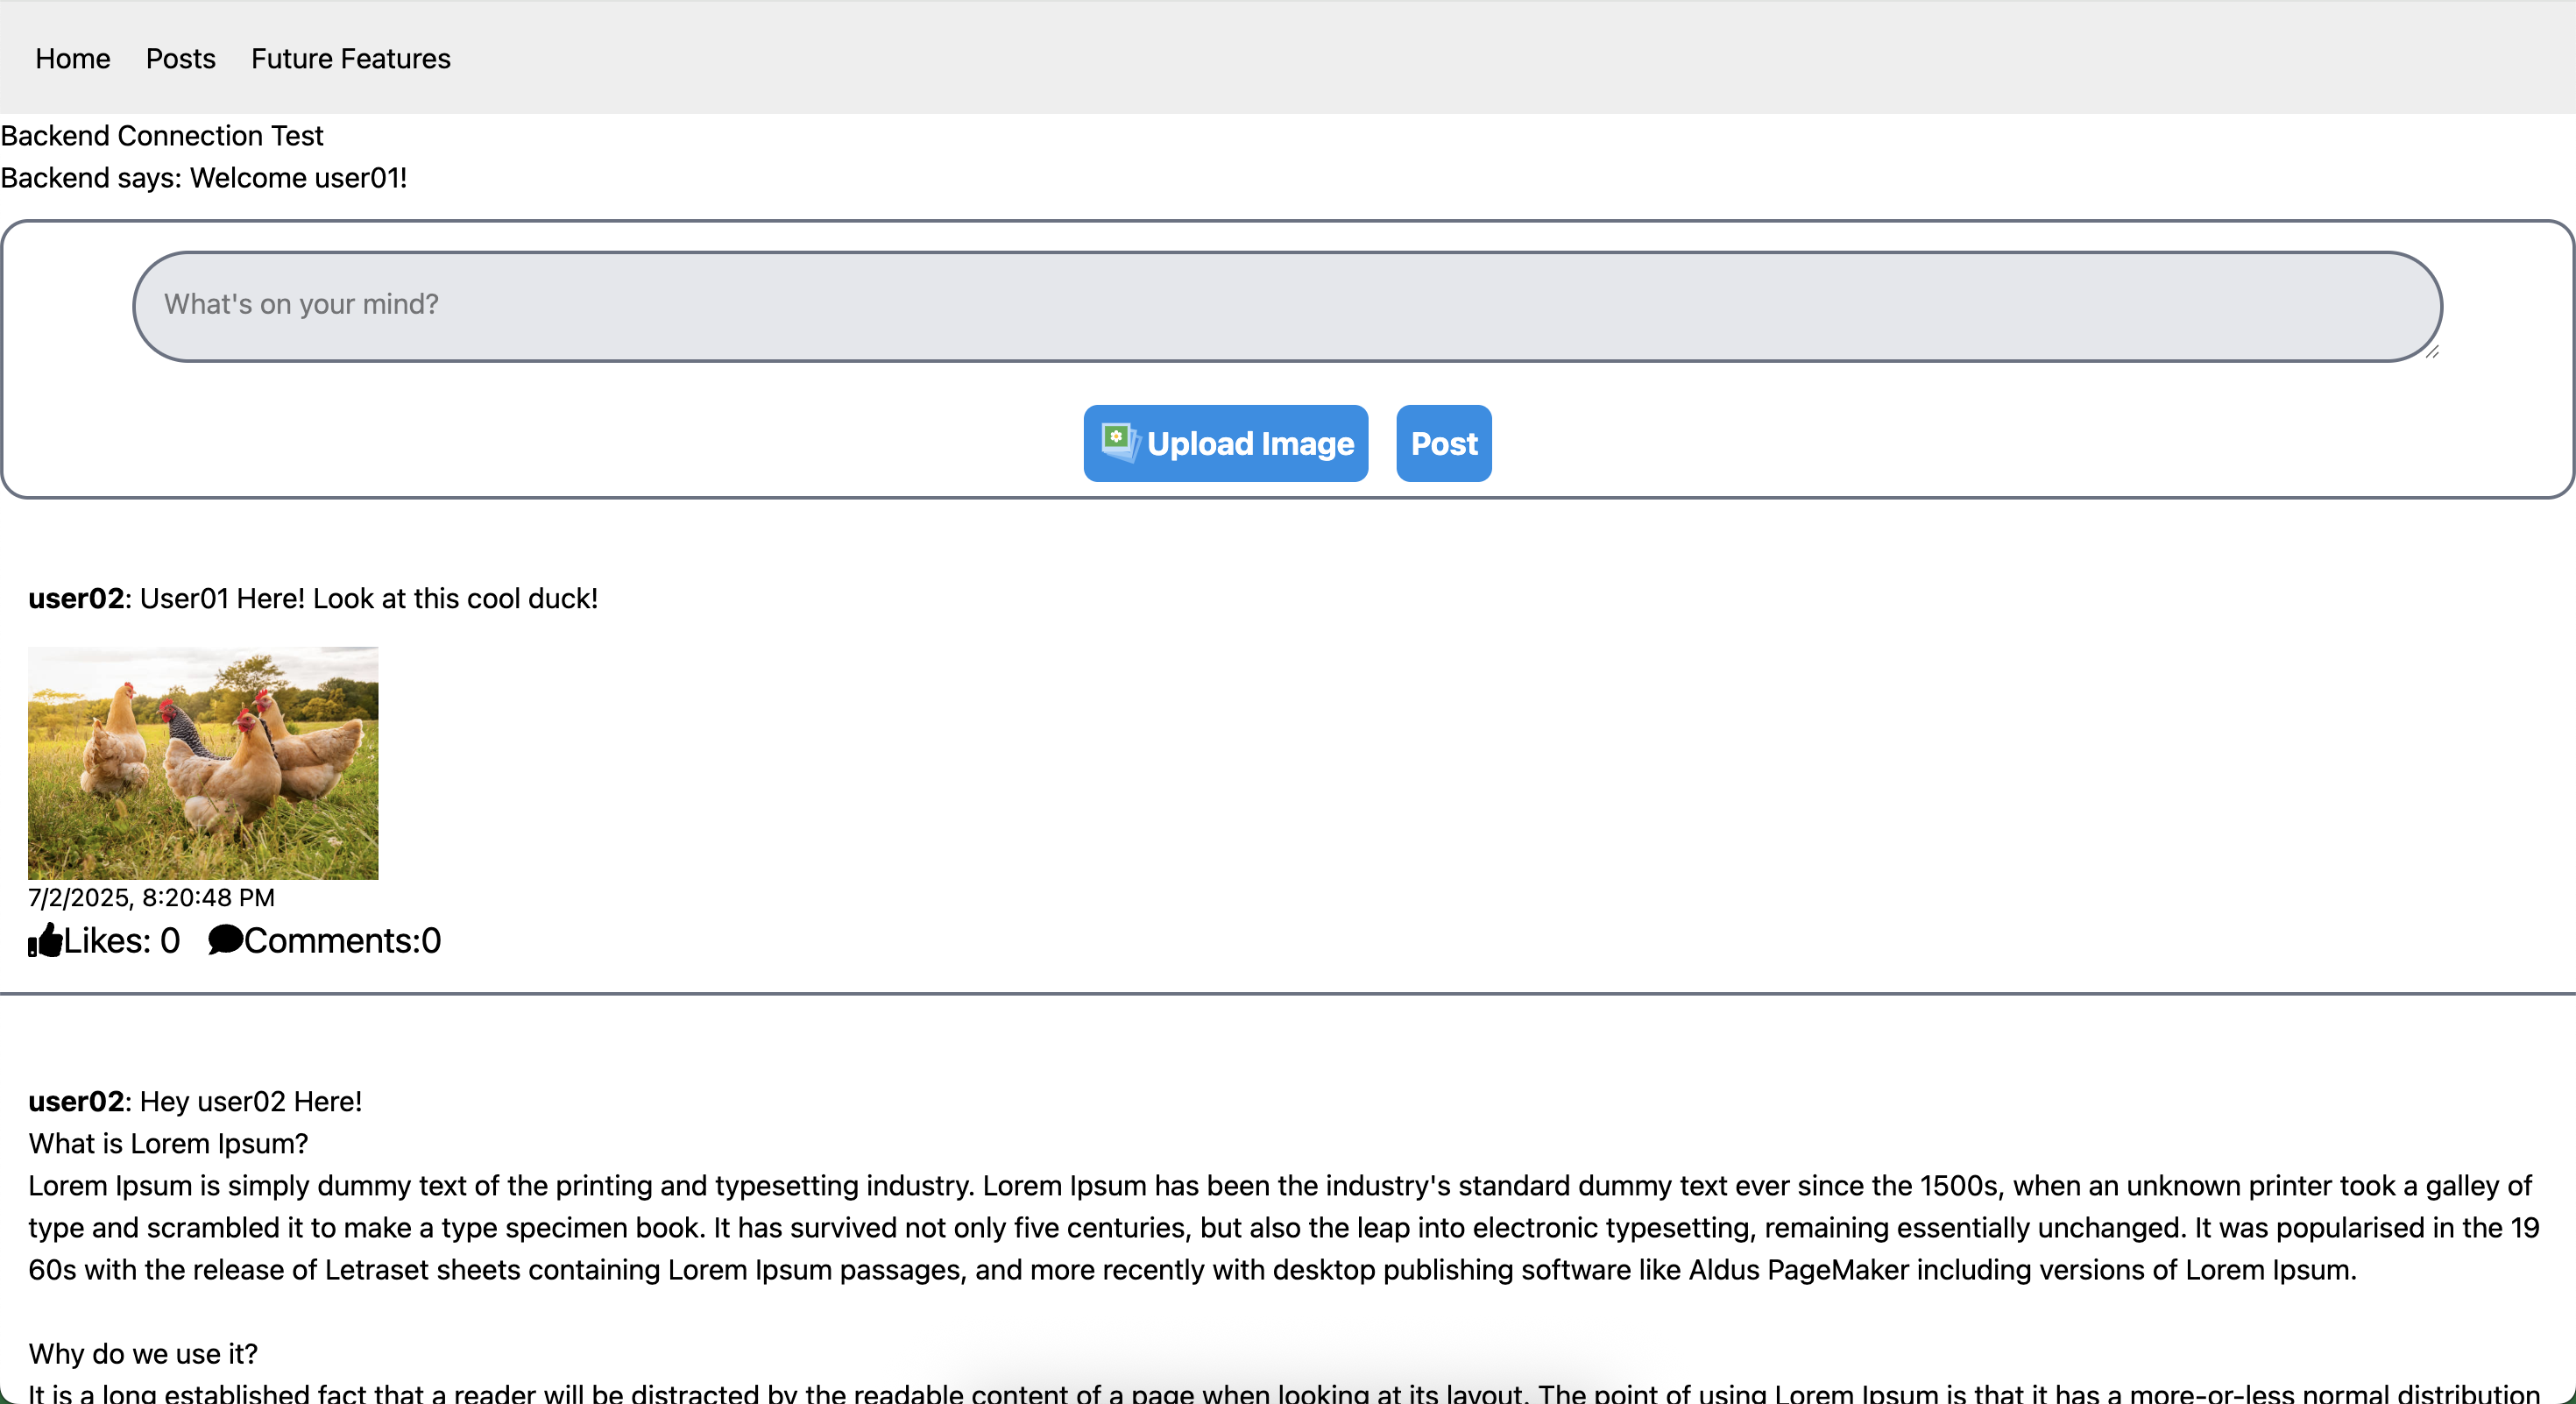 Home Posts Future Features
Backend Connection Test
Backend says: Welcome user01!
What's on your mind?
Upload Image Post
user02: User01 Here! Look at this cool duck!
7/2/2025, 8:20:48 PM
Likes: 0 Comments:0
user02: Hey user02 Here!
What is Lorem Ipsum?
Lorem Ipsum is simply dummy text of the printing and typesetting industry. Lorem Ipsum has been the industry's standard dummy text ever since the 1500s, when an unknown printer took a galley of
type and scrambled it to make a type specimen book. It has survived not only five centuries, but also the leap into electronic typesetting, remaining essentially unchanged. It was popularised in the 19
60s with the release of Letraset sheets containing Lorem Ipsum passages, and more recently with desktop publishing software like Aldus PageMaker including versions of Lorem Ipsum.
Why do we use it?
It is a long established fact that a reader will be distracted by the readable content of a page when looking at its layout. The point of using Lorem Ipsum is that it has a more-or-less normal distribution